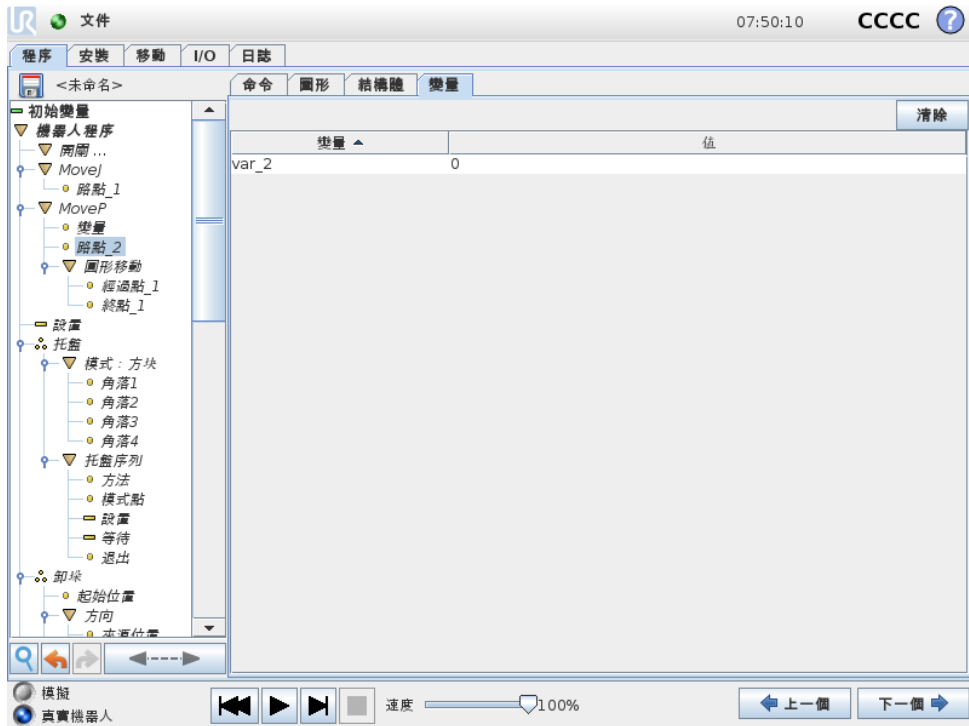 UR 文件 07:50:10 CCCC ?
程序 安裝 移動 I/O 日誌
<未命名> 命令 圖形 結構體 變量
清除
變量 值
var_2 0
初始變量
機器人程序
開關 ...
MoveJ
路點_1
MoveP
變量
路點_2
圓形移動
經過點_1
終點_1
設置
托盤
模式：方块
角落1
角落2
角落3
角落4
托盤序列
方法
模式點
設置
等待
退出
卸垛
起始位置
方向
模擬
真實機器人
速度 100%
上一個 下一個